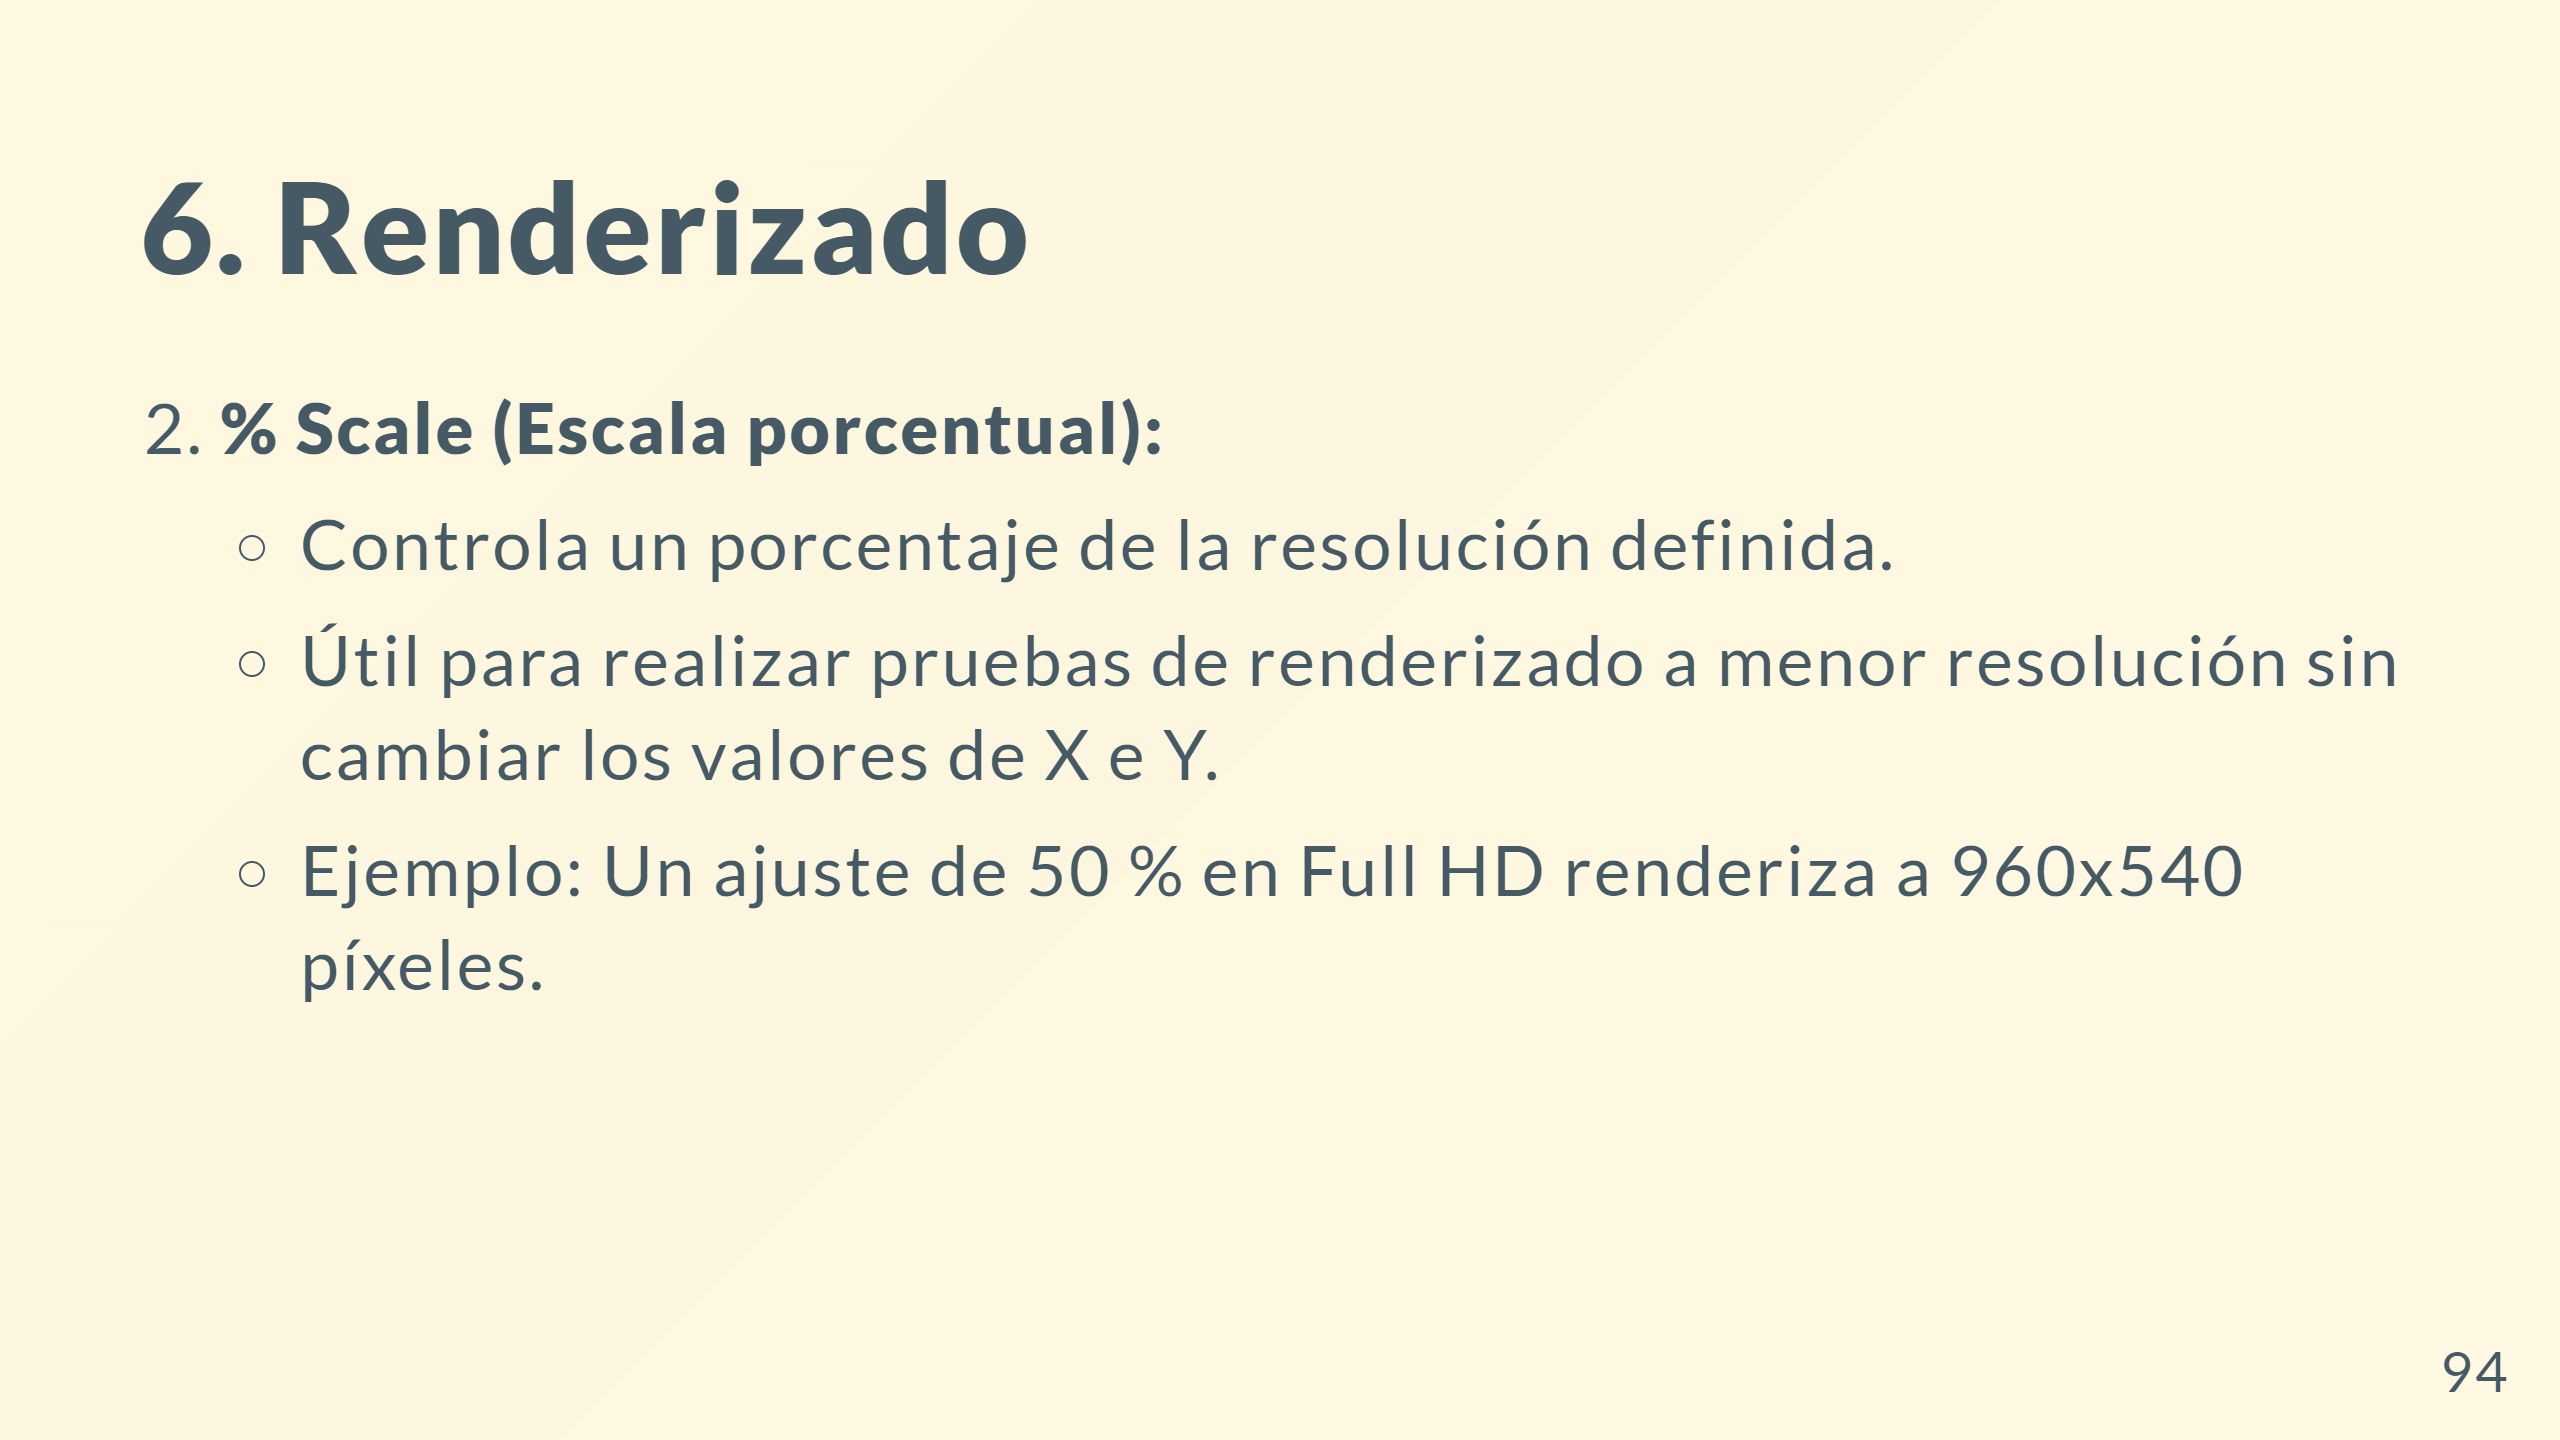 6. Renderizado
2. % Scale (Escala porcentual):
○ Controla un porcentaje de la resolución definida.
○ Útil para realizar pruebas de renderizado a menor resolución sin
cambiar los valores de X e Y.
○ Ejemplo: Un ajuste de 50 % en Full HD renderiza a 960x540
píxeles.
94